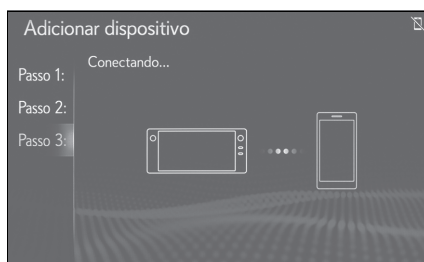 Adicionar dispositivo
Conectando...
Passo 1:
Passo 2:
Passo 3: